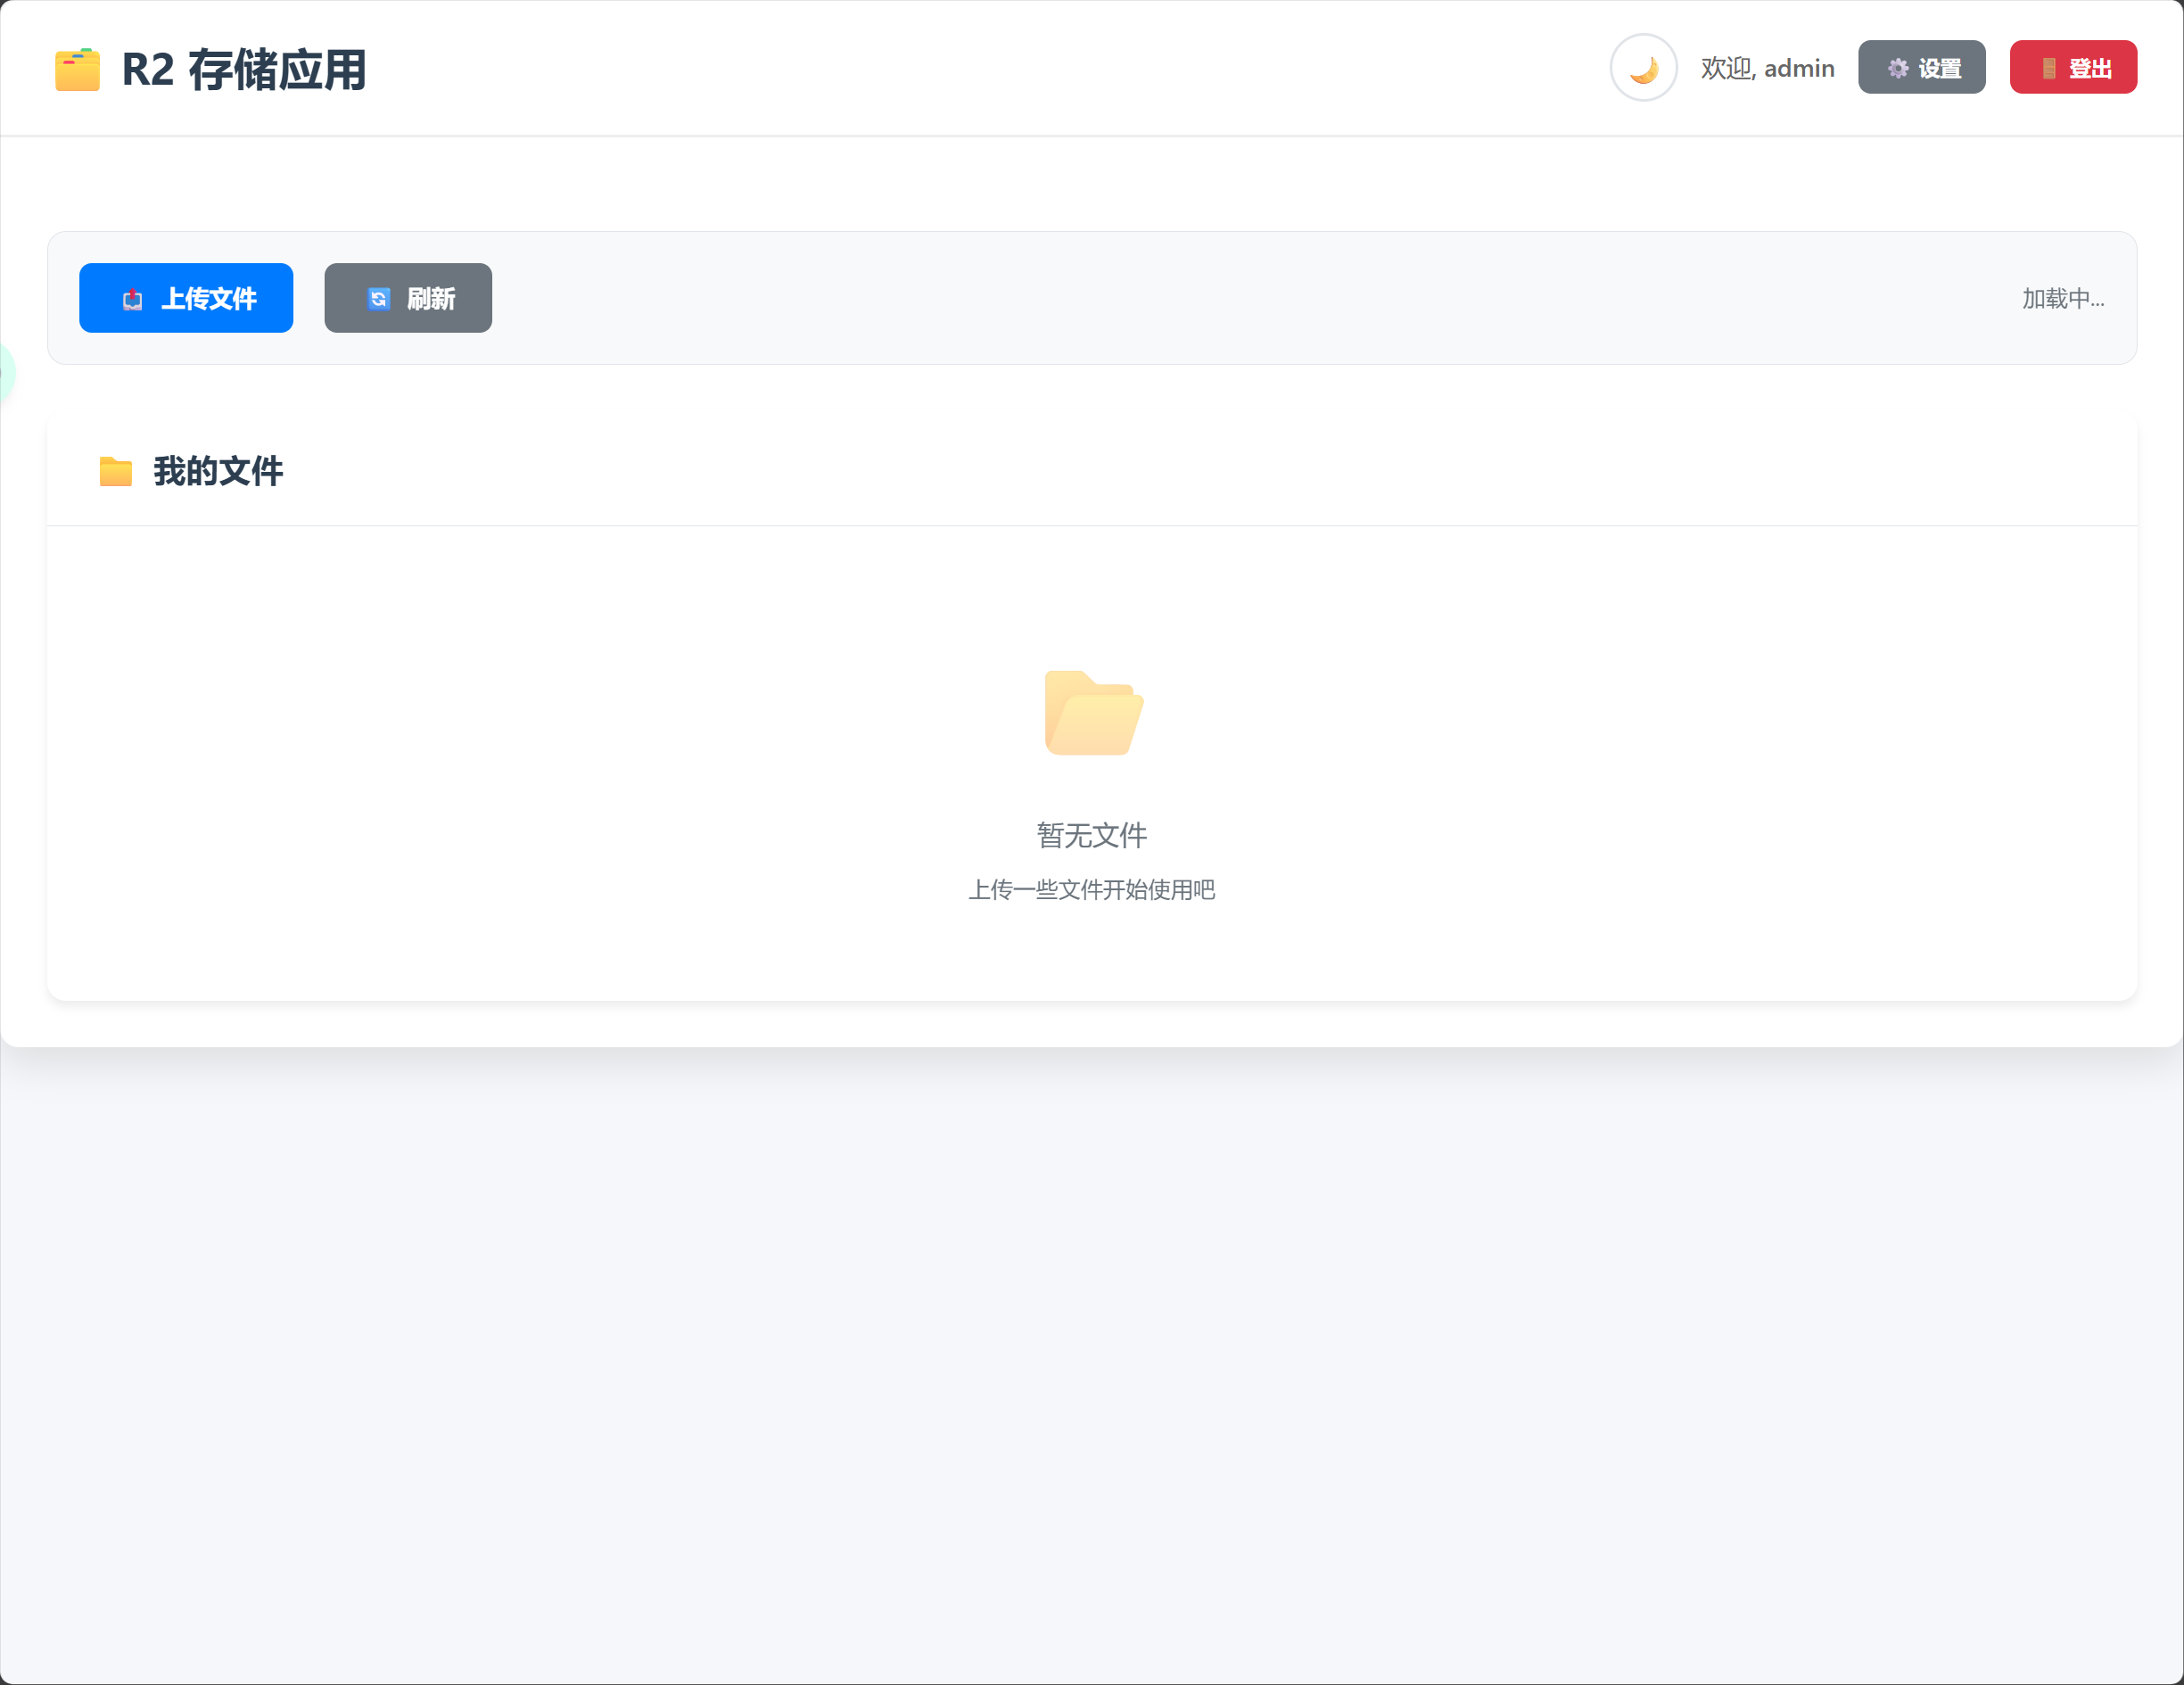 R2 存储应用
欢迎, admin
设置
登出
上传文件
刷新
加载中...
我的文件
暂无文件
上传一些文件开始使用吧